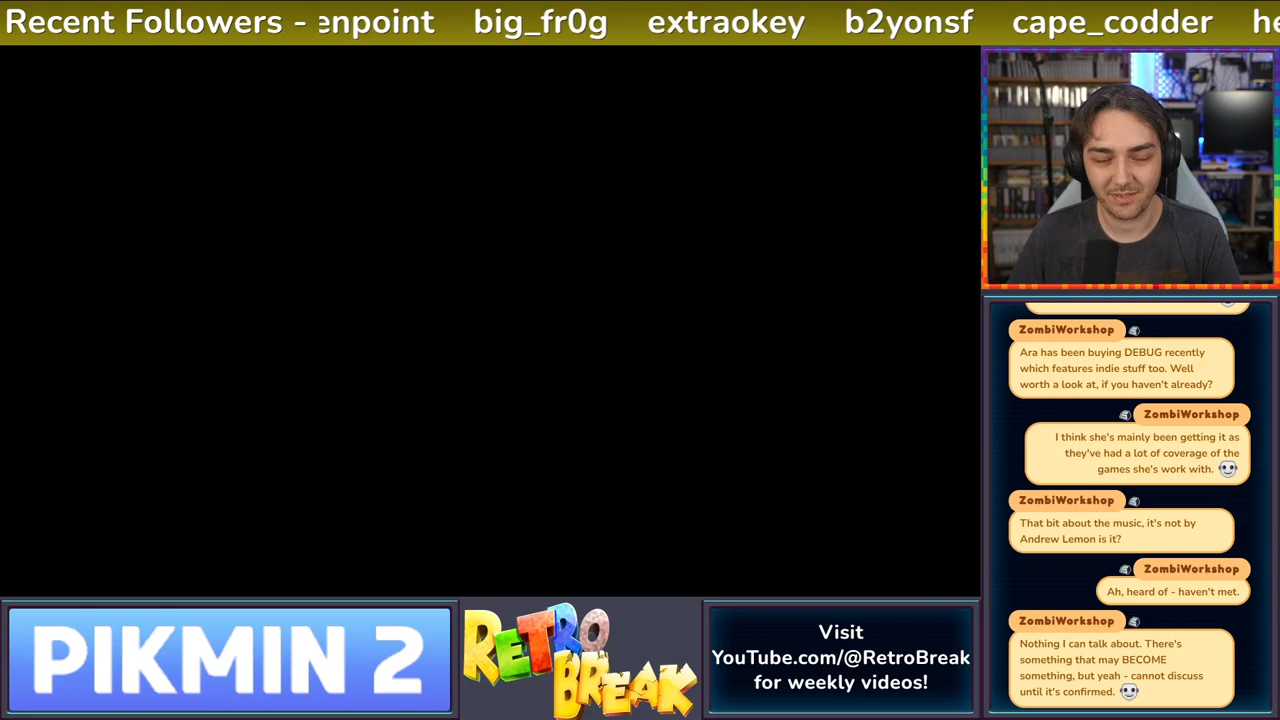 Recent Followers - enpoint big_fr0g extraokey b2yonsf cape_codder he
ZombiWorkshop
Ara has been buying DEBUG recently
which features indie stuff too. Well
worth a look at, if you haven't already?
ZombiWorkshop
I think she's mainly been getting it as
they've had a lot of coverage of the
games she's work with.
ZombiWorkshop
That bit about the music, it's not by
Andrew Lemon is it?
ZombiWorkshop
Ah, heard of - haven't met.
ZombiWorkshop
Nothing I can talk about. There's
something that may BECOME
something, but yeah - cannot discuss
until it's confirmed.
PIKMIN 2
RETRO
BREAK
Visit
YouTube.com/@RetroBreak
for weekly videos!